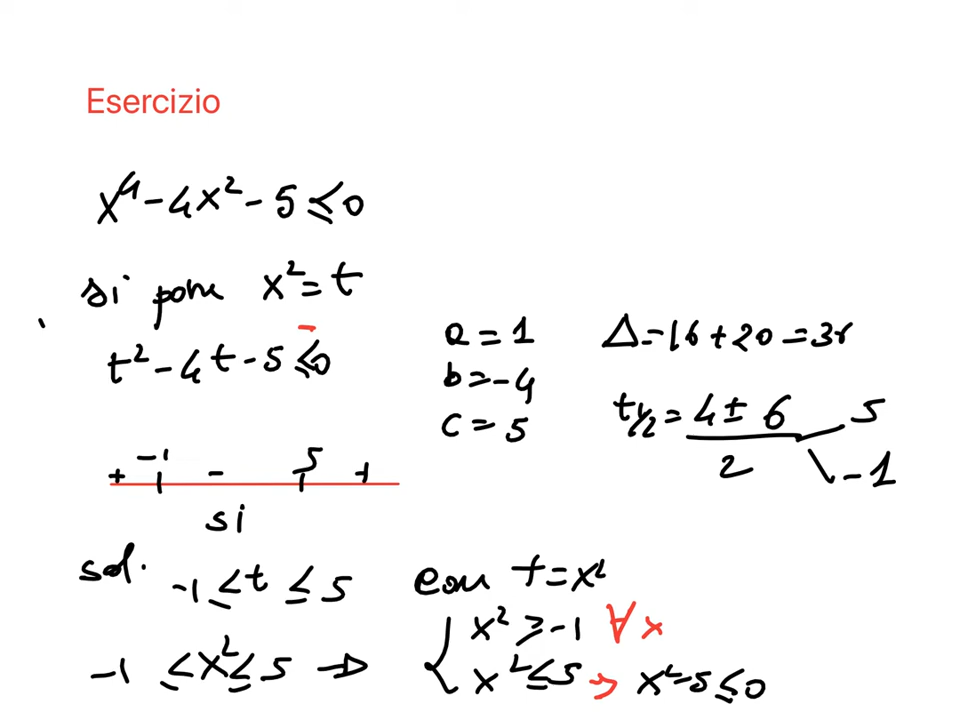 Esercizio
x⁴ - 4x² - 5 ≤ 0
si pone x² = t
t² - 4t - 5 ≤ 0
a = 1
b = -4
c = 5
Δ = 16 + 20 = 36
t½ = (4 ± 6)/2
5
-1
+ -1 - 5 +
si
sol. -1 ≤ t ≤ 5 con t = x²
-1 ≤ x² ≤ 5 ⇒
{ x² ≥ -1 ∀x
x² ≤ 5 → x² - 5 ≤ 0